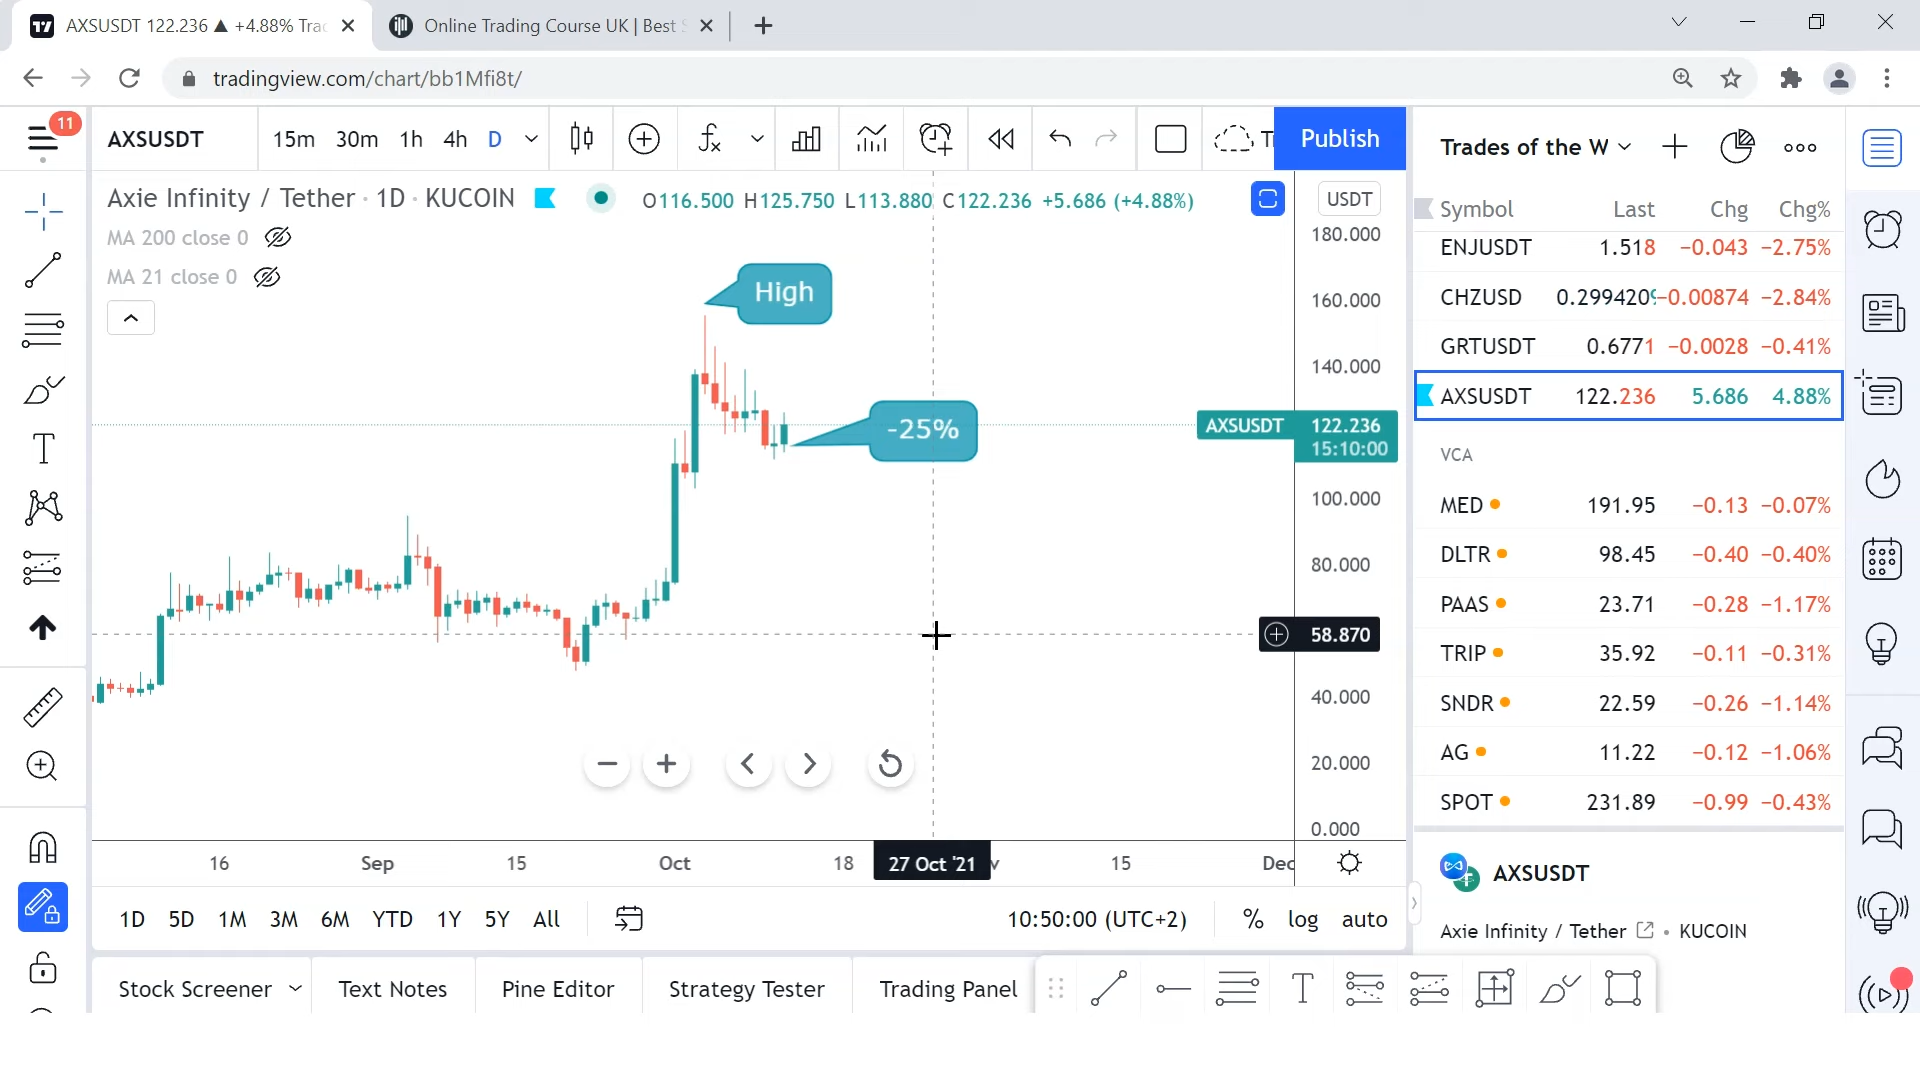 AXSUSDT 122.236 ▲ +4.88% Trac
Online Trading Course UK | Best S
tradingview.com/chart/bb1Mfi8t/
11
AXSUSDT
15m 30m 1h 4h D
Publish
Trades of the W
Axie Infinity / Tether · 1D · KUCOIN
O116.500 H125.750 L113.880 C122.236 +5.686 (+4.88%)
MA 200 close 0
MA 21 close 0
High
-25%
USDT
180.000
160.000
140.000
AXSUSDT 122.236
15:10:00
100.000
80.000
58.870
40.000
20.000
0.000
16 Sep 15 Oct 18 27 Oct '21 15 Dec
1D 5D 1M 3M 6M YTD 1Y 5Y All
10:50:00 (UTC+2) % log auto
Stock Screener Text Notes Pine Editor Strategy Tester Trading Panel
Symbol Last Chg Chg%
ENJUSDT 1.518 −0.043 −2.75%
CHZUSD 0.2994209 −0.00874 −2.84%
GRTUSDT 0.6771 −0.0028 −0.41%
AXSUSDT 122.236 5.686 4.88%
VCA
MED 191.95 −0.13 −0.07%
DLTR 98.45 −0.40 −0.40%
PAAS 23.71 −0.28 −1.17%
TRIP 35.92 −0.11 −0.31%
SNDR 22.59 −0.26 −1.14%
AG 11.22 −0.12 −1.06%
SPOT 231.89 −0.99 −0.43%
AXSUSDT
Axie Infinity / Tether • KUCOIN